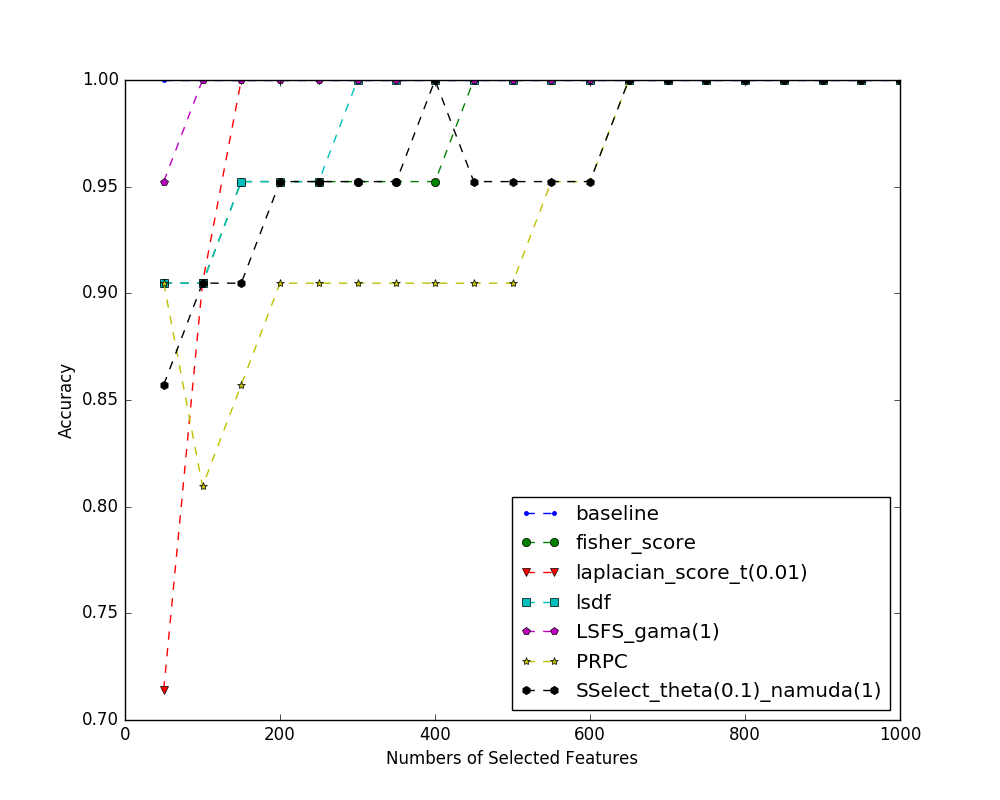 1.00
0.95
0.90
0.85
0.80
0.75
0.70
Accuracy
0 200 400 600 800 1000
Numbers of Selected Features
baseline
fisher_score
laplacian_score_t(0.01)
lsdf
LSFS_gama(1)
PRPC
SSelect_theta(0.1)_namuda(1)